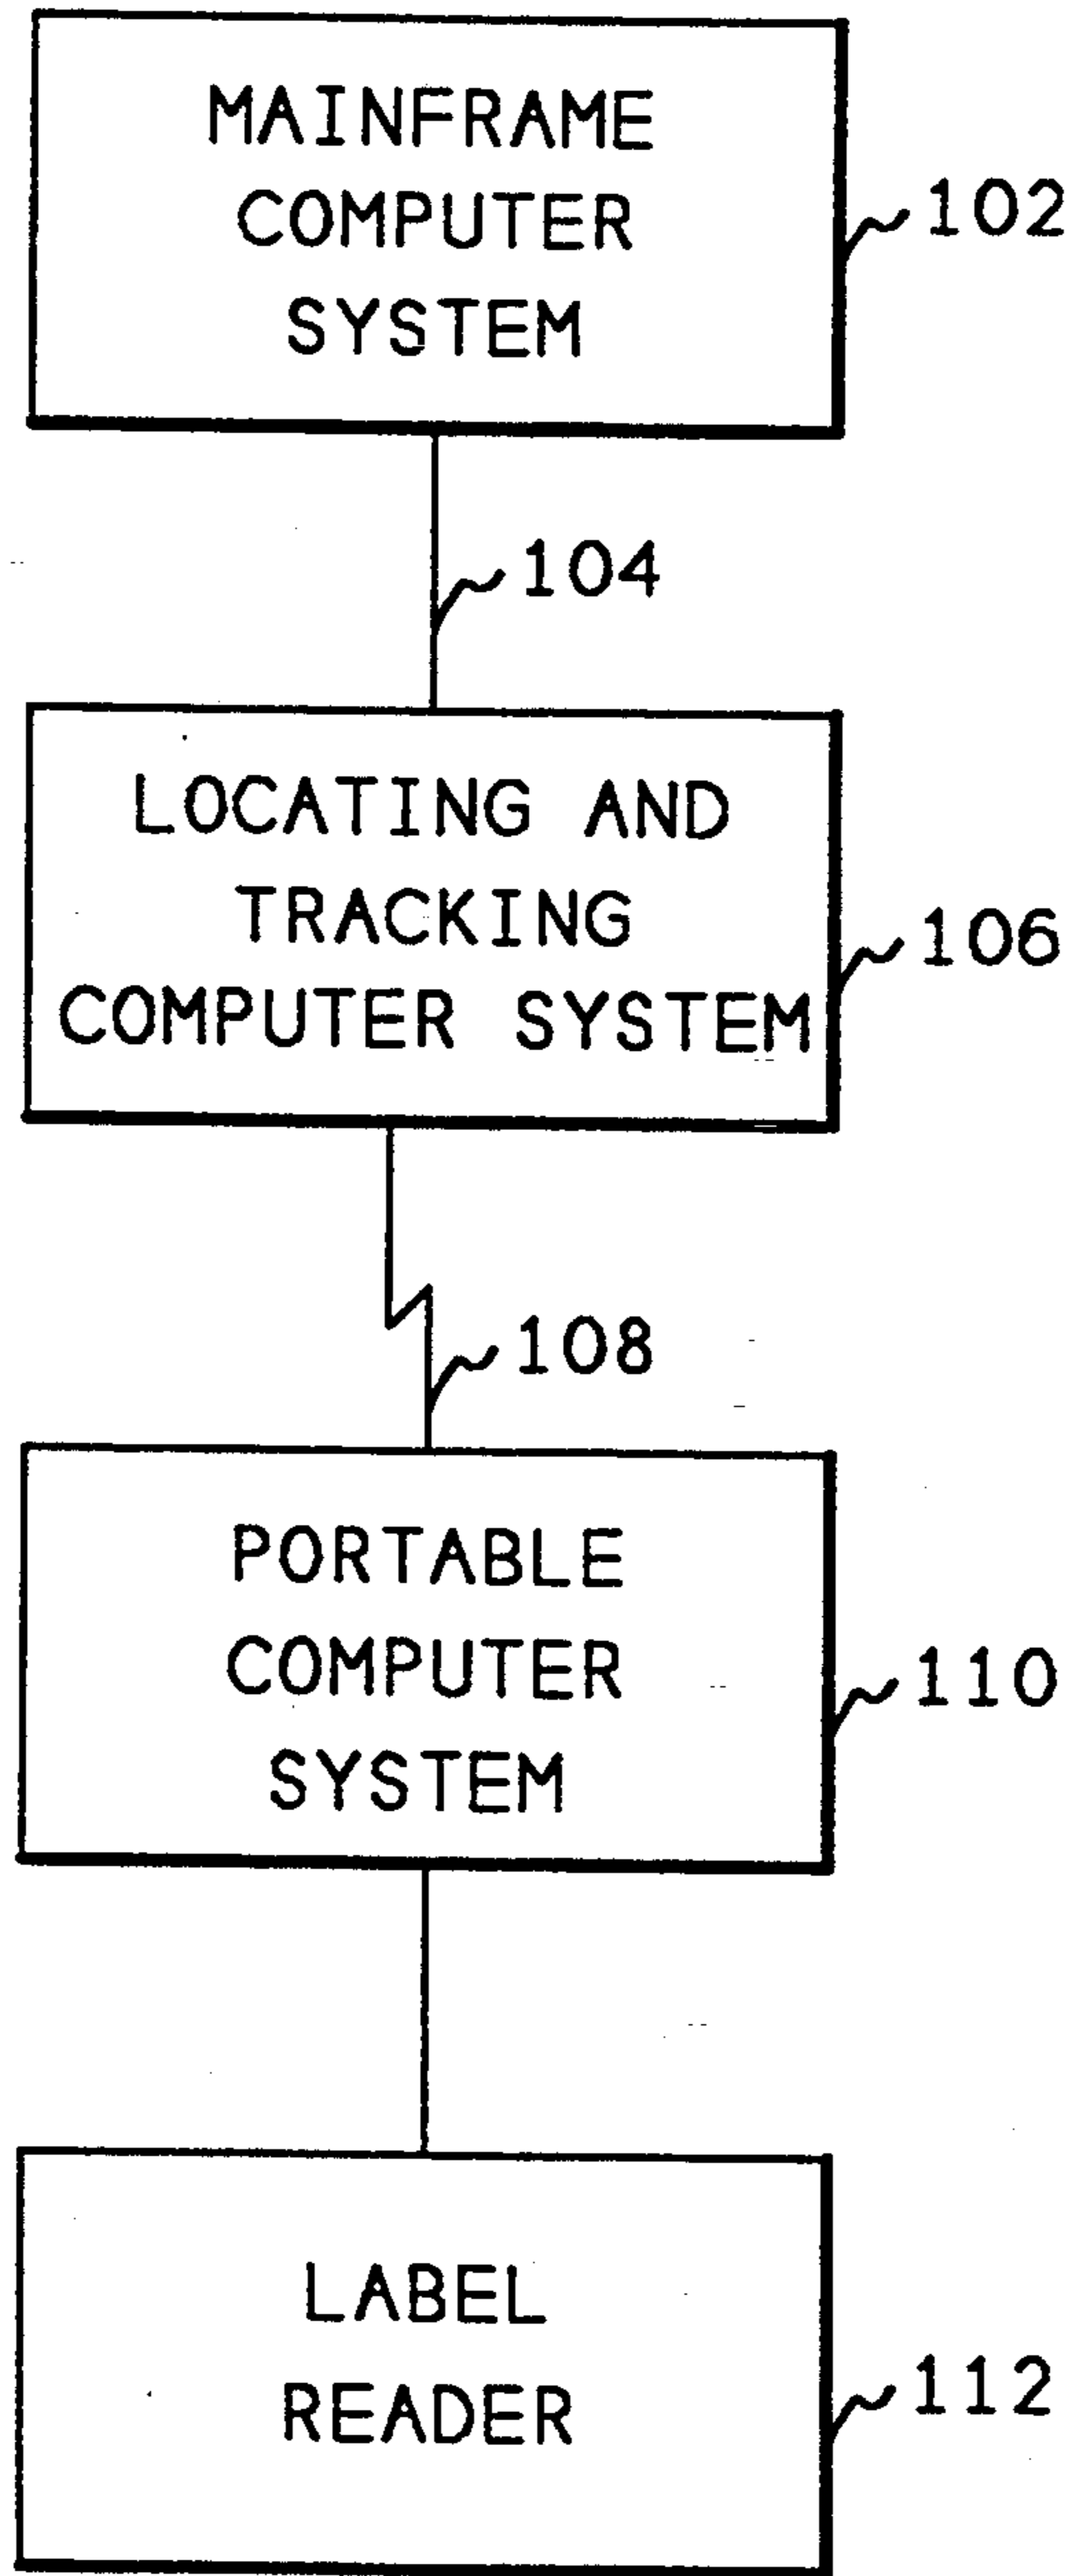 MAINFRAME
COMPUTER
SYSTEM
102
104
LOCATING AND
TRACKING
COMPUTER SYSTEM
106
108
PORTABLE
COMPUTER
SYSTEM
110
LABEL
READER
112